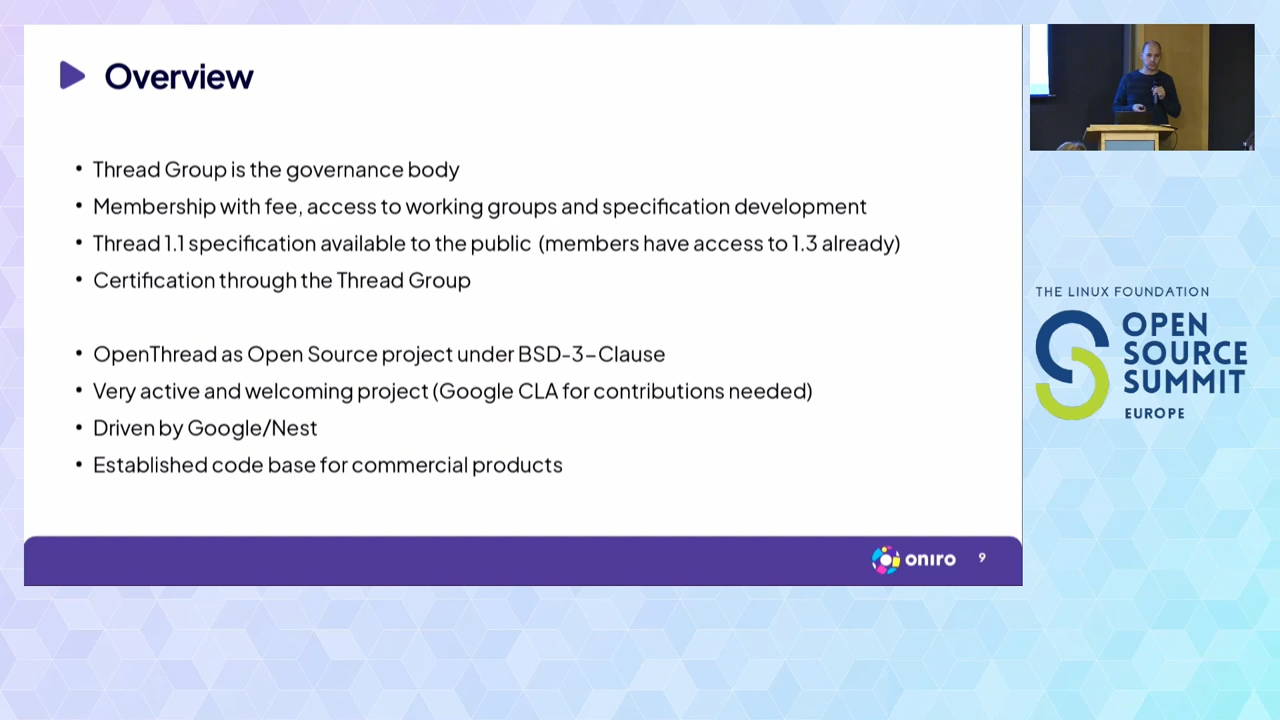 Overview
• Thread Group is the governance body
• Membership with fee, access to working groups and specification development
• Thread 1.1 specification available to the public (members have access to 1.3 already)
• Certification through the Thread Group
• OpenThread as Open Source project under BSD-3-Clause
• Very active and welcoming project (Google CLA for contributions needed)
• Driven by Google/Nest
• Established code base for commercial products
oniro
9
THE LINUX FOUNDATION
OPEN
SOURCE
SUMMIT
EUROPE